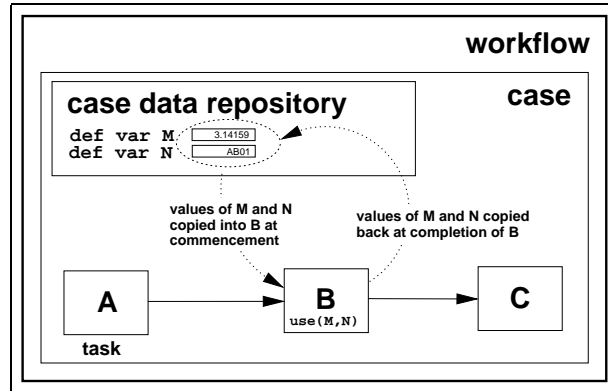 workflow
case
case data repository
def var M 3.14159
def var N AB01
values of M and N
copied into B at
commencement
values of M and N copied
back at completion of B
A
B
use(M,N)
C
task